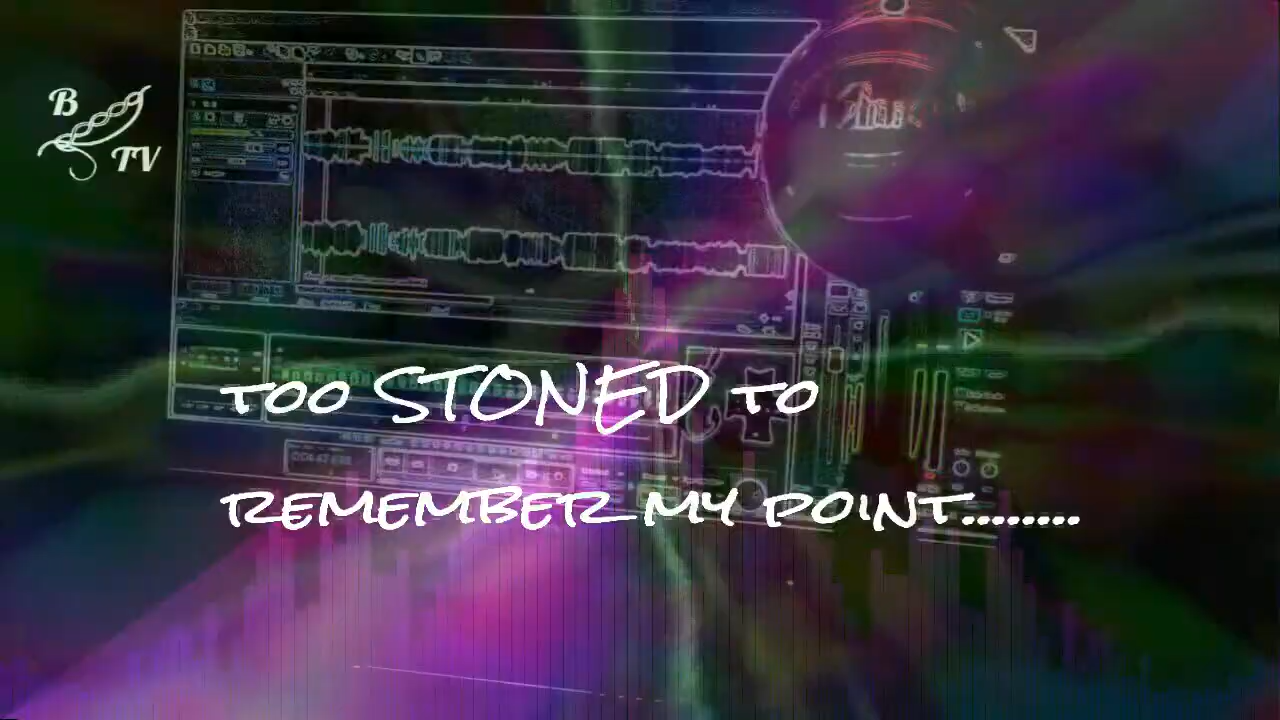 B
TV
too STONED to
remember my point........